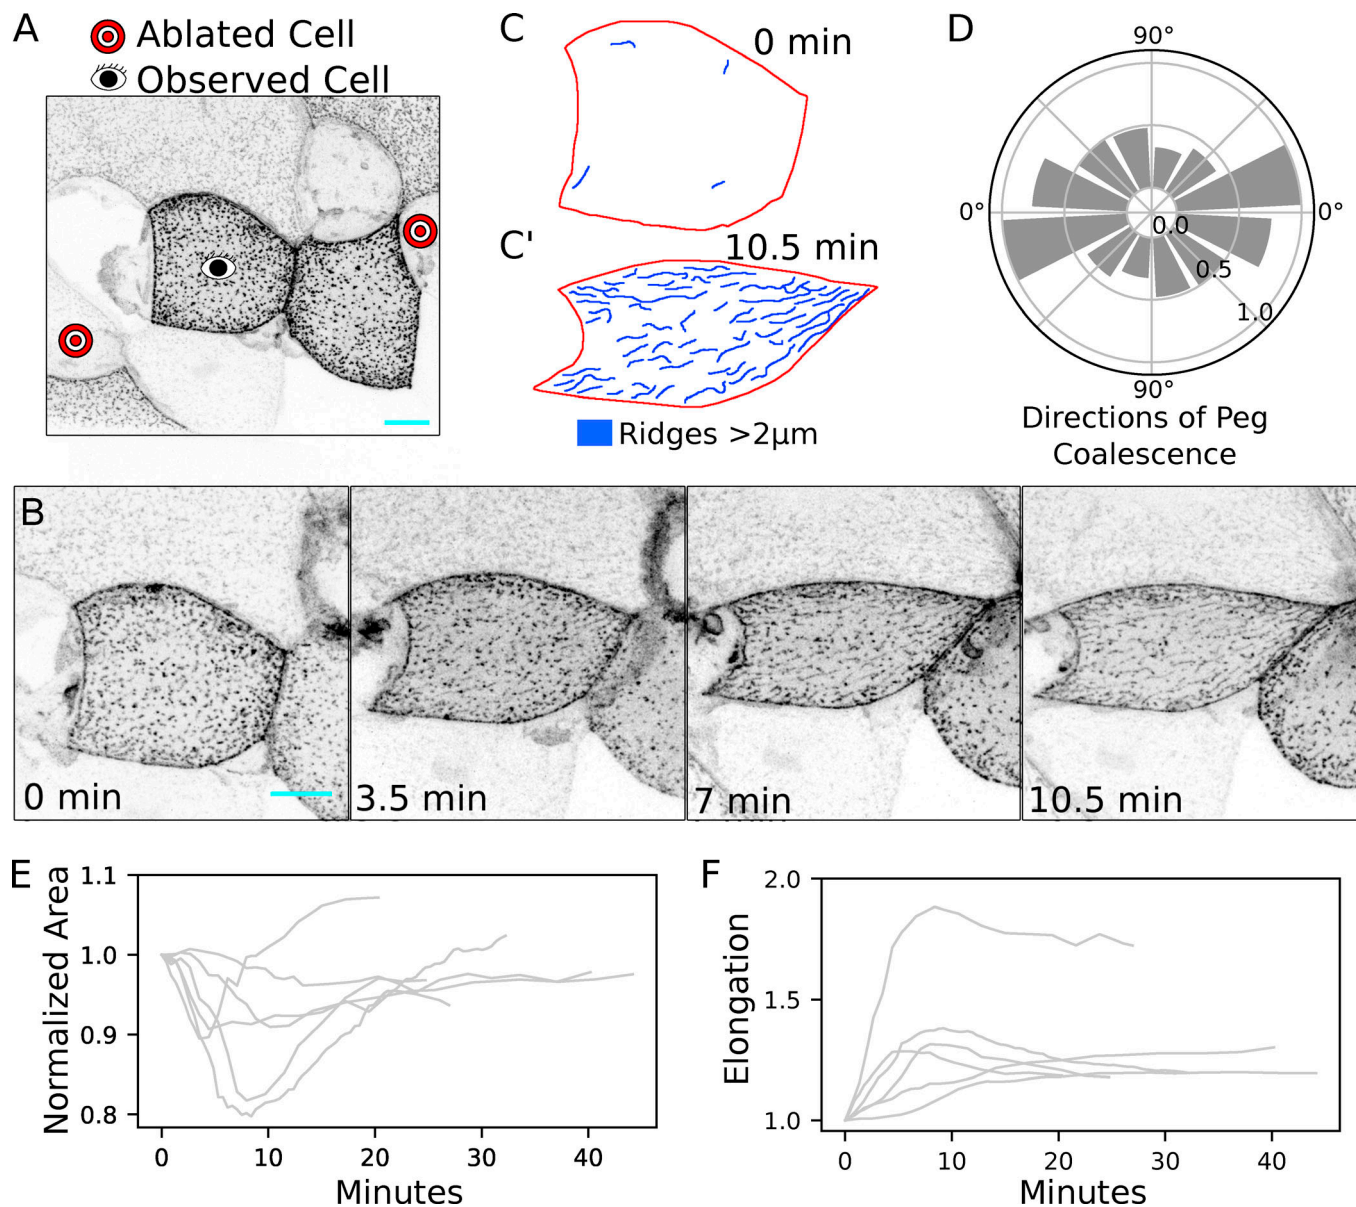 A
Ablated Cell
Observed Cell
C
0 min
C'
10.5 min
Ridges >2μm
D
90°
0°
0°
0.0
0.5
1.0
90°
Directions of Peg
Coalescence
B
0 min
3.5 min
7 min
10.5 min
E
Normalized Area
1.1
1.0
0.9
0.8
0
10
20
30
40
Minutes
F
Elongation
2.0
1.5
1.0
0
10
20
30
40
Minutes